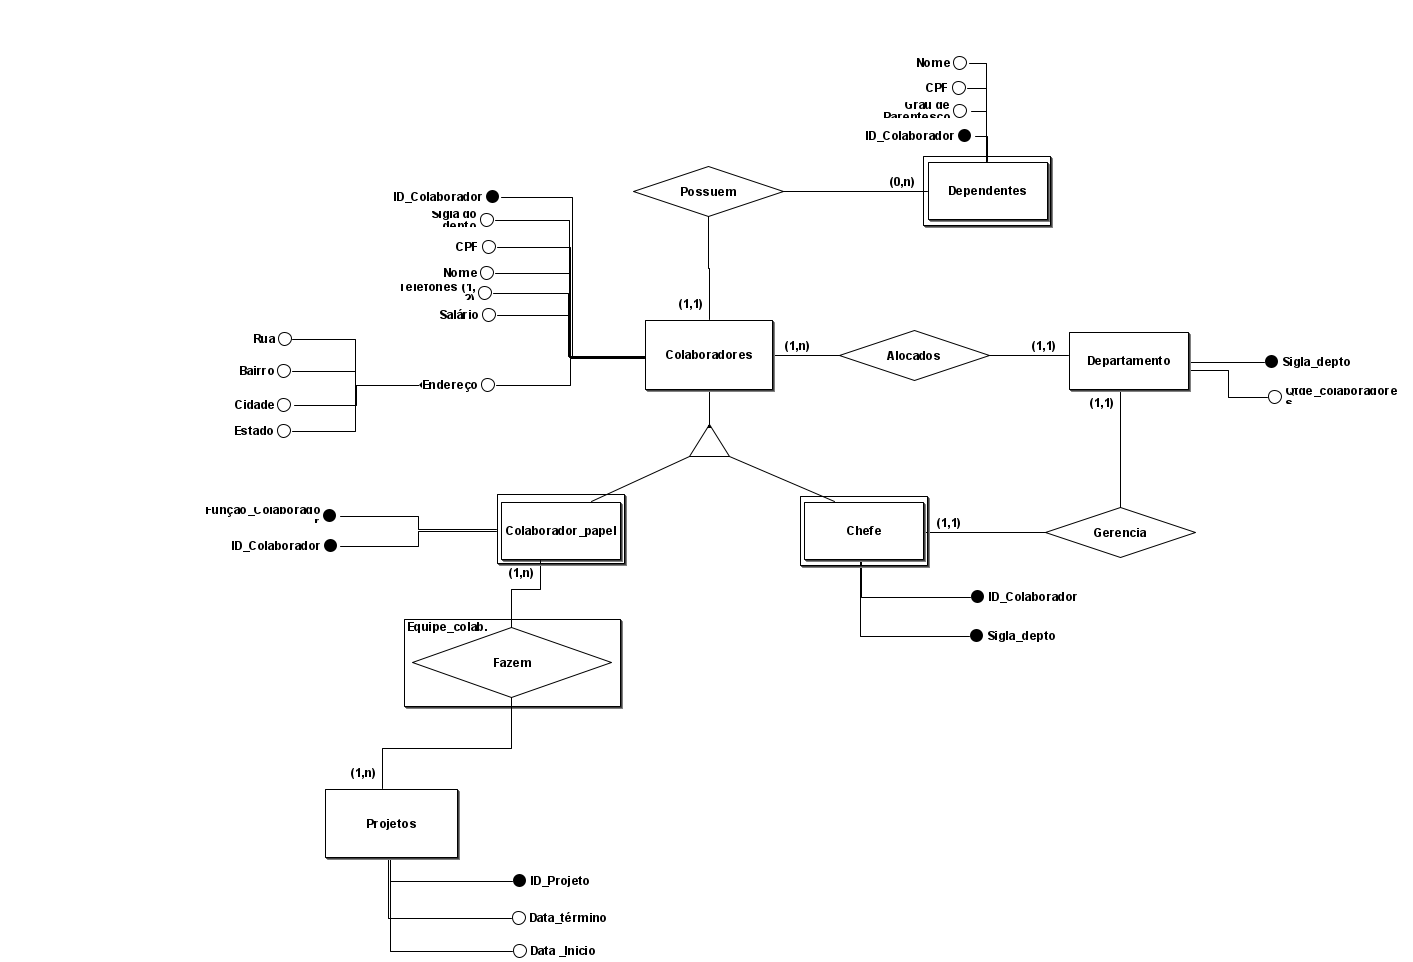 Nome
CPF
Grau de
Parentesco
ID_Colaborador
Possuem
(0,n)
Dependentes
ID_Colaborador
Sigla do
depto
CPF
Nome
Telefones (1,
2)
Salário
(1,1)
Rua
Bairro
Cidade
Estado
Endereço
Colaboradores
(1,n)
Alocados
(1,1)
Departamento
Sigla_depto
Qtde_colaboradore
s
(1,1)
Função_Colaborado
r
ID_Colaborador
Colaborador_papel
Chefe
(1,1)
Gerencia
(1,n)
ID_Colaborador
Sigla_depto
Equipe_colab.
Fazem
(1,n)
Projetos
ID_Projeto
Data_término
Data _Inicio